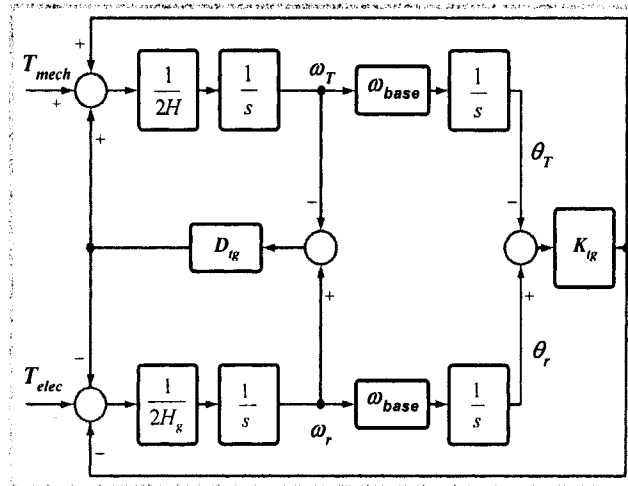 +
T_mech
+
+
1
2H
1
s
ω_T
ω_base
1
s
θ_T
−
−
D_tg
K_tg
+
+
−
T_elec
−
1
2H_g
1
s
ω_r
ω_base
1
s
θ_r